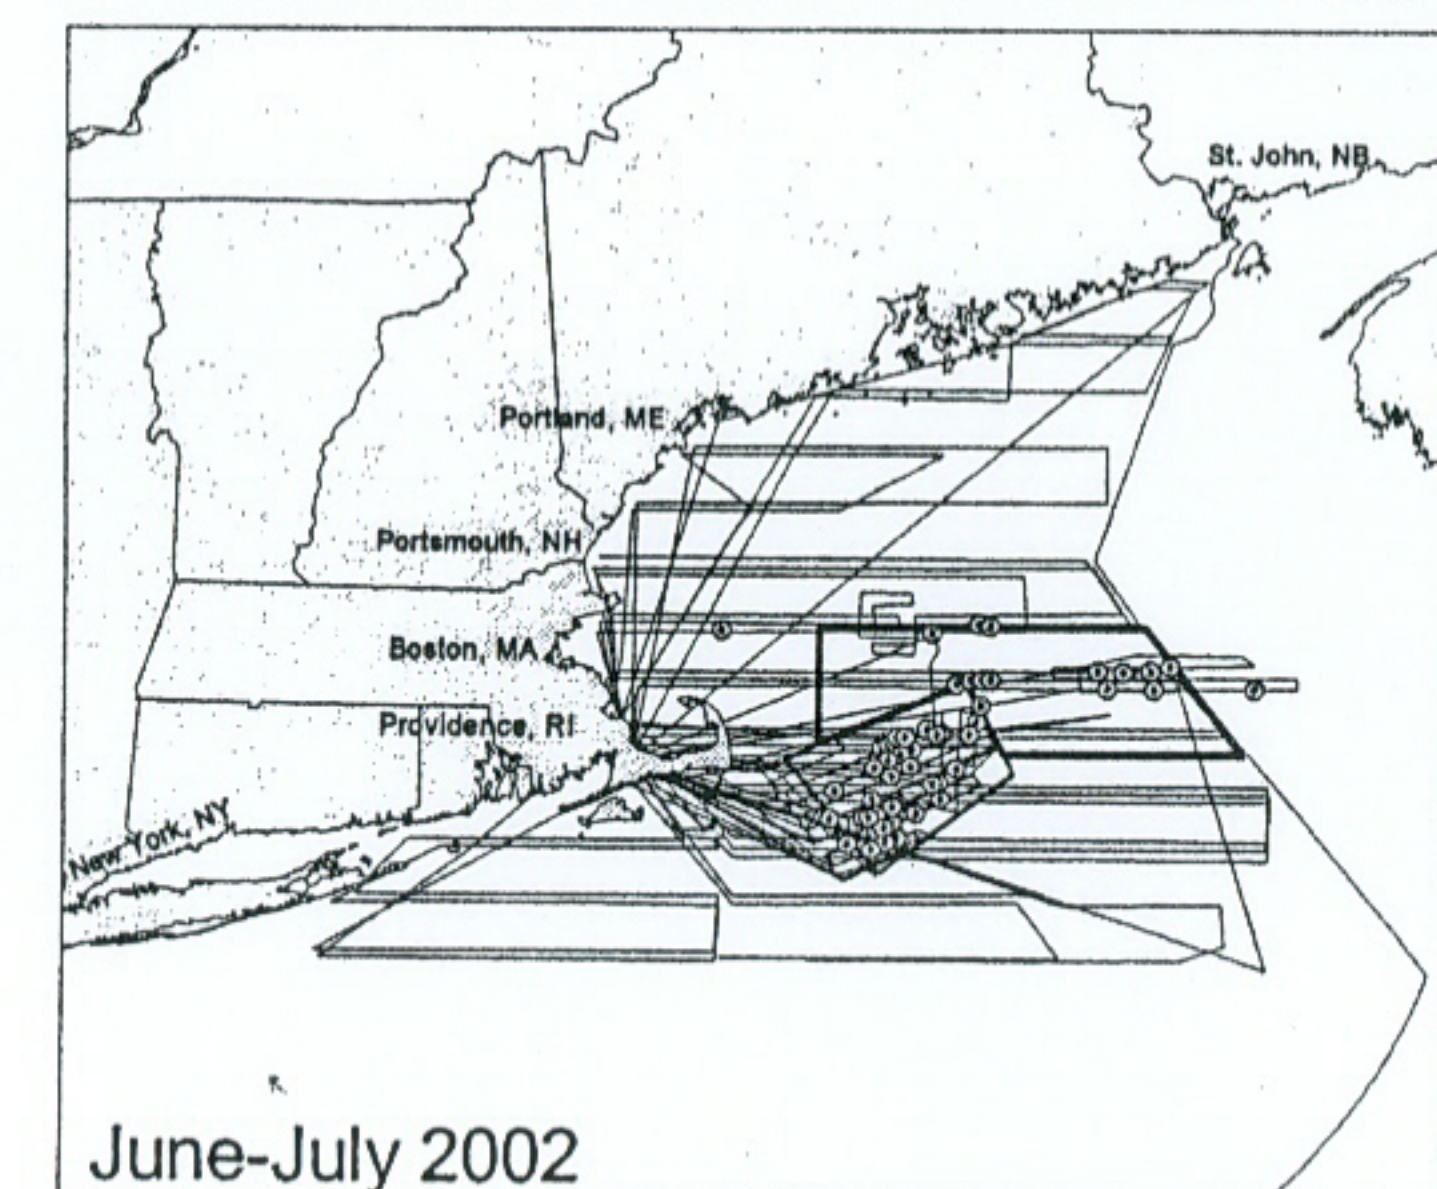 St. John, NB
Portland, ME
Portsmouth, NH
Boston, MA
Providence, RI
New York, NY
June-July 2002